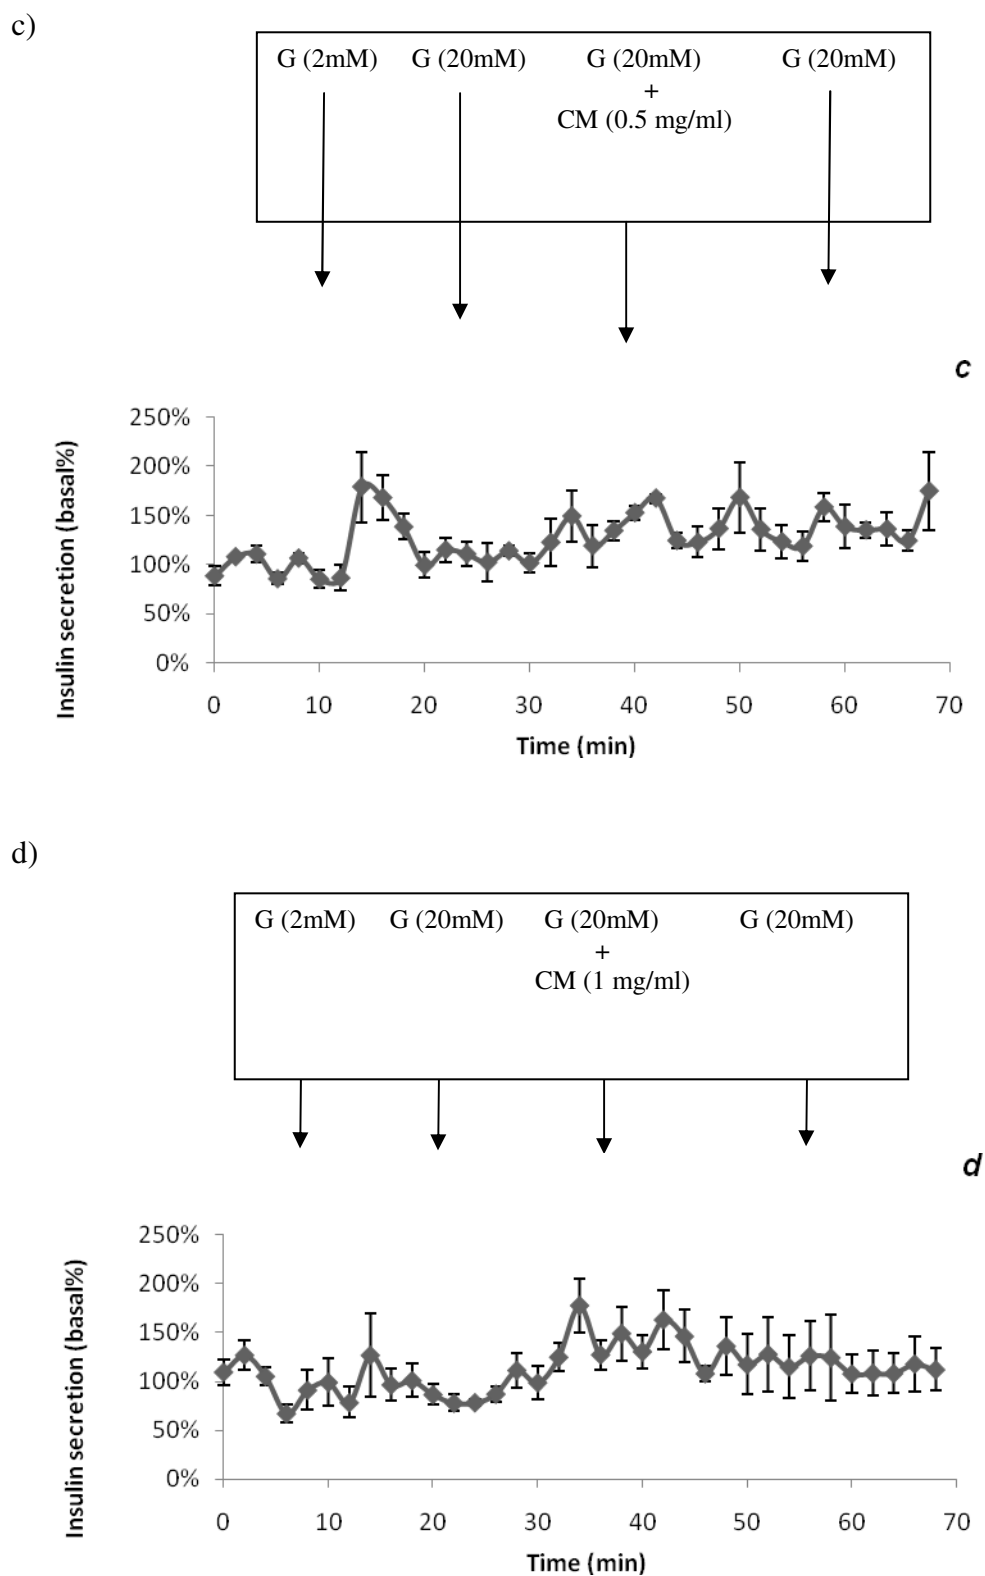 c)
G (2mM) G (20mM) G (20mM) G (20mM)
+
CM (0.5 mg/ml)
c
250%
200%
150%
100%
50%
0%
Insulin secretion (basal%)
0 10 20 30 40 50 60 70
Time (min)
d)
G (2mM) G (20mM) G (20mM) G (20mM)
+
CM (1 mg/ml)
d
250%
200%
150%
100%
50%
0%
Insulin secretion (basal%)
0 10 20 30 40 50 60 70
Time (min)